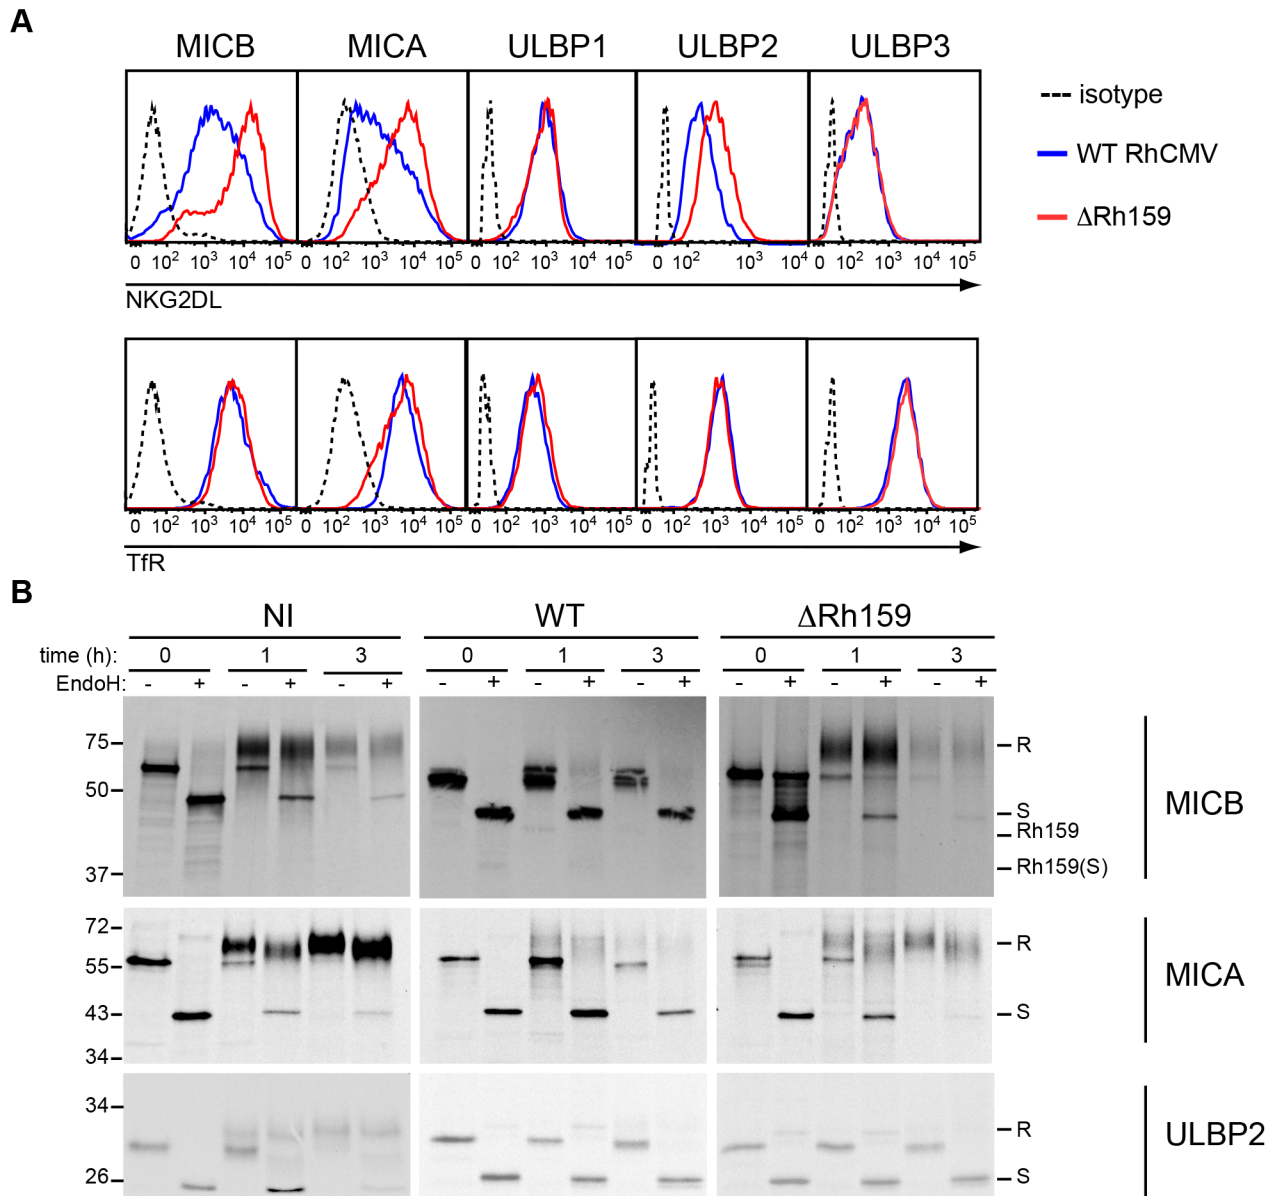 A
MICB MICA ULBP1 ULBP2 ULBP3
isotype
WT RhCMV
ΔRh159
0 10² 10³ 10⁴ 10⁵ 0 10² 10³ 10⁴ 10⁵ 0 10² 10³ 10⁴ 10⁵ 0 10² 10³ 10⁴ 0 10² 10³ 10⁴ 10⁵
NKG2DL
0 10² 10³ 10⁴ 10⁵ 0 10² 10³ 10⁴ 10⁵ 0 10² 10³ 10⁴ 10⁵ 0 10² 10³ 10⁴ 10⁵ 0 10² 10³ 10⁴ 10⁵
TfR
B
NI WT ΔRh159
time (h): 0 1 3 0 1 3 0 1 3
EndoH: - + - + - + - + - + - + - + - + - +
75 R
50
S
Rh159
37 Rh159(S)
MICB
72 R
55
43 S
34
MICA
34 R
26 S
ULBP2